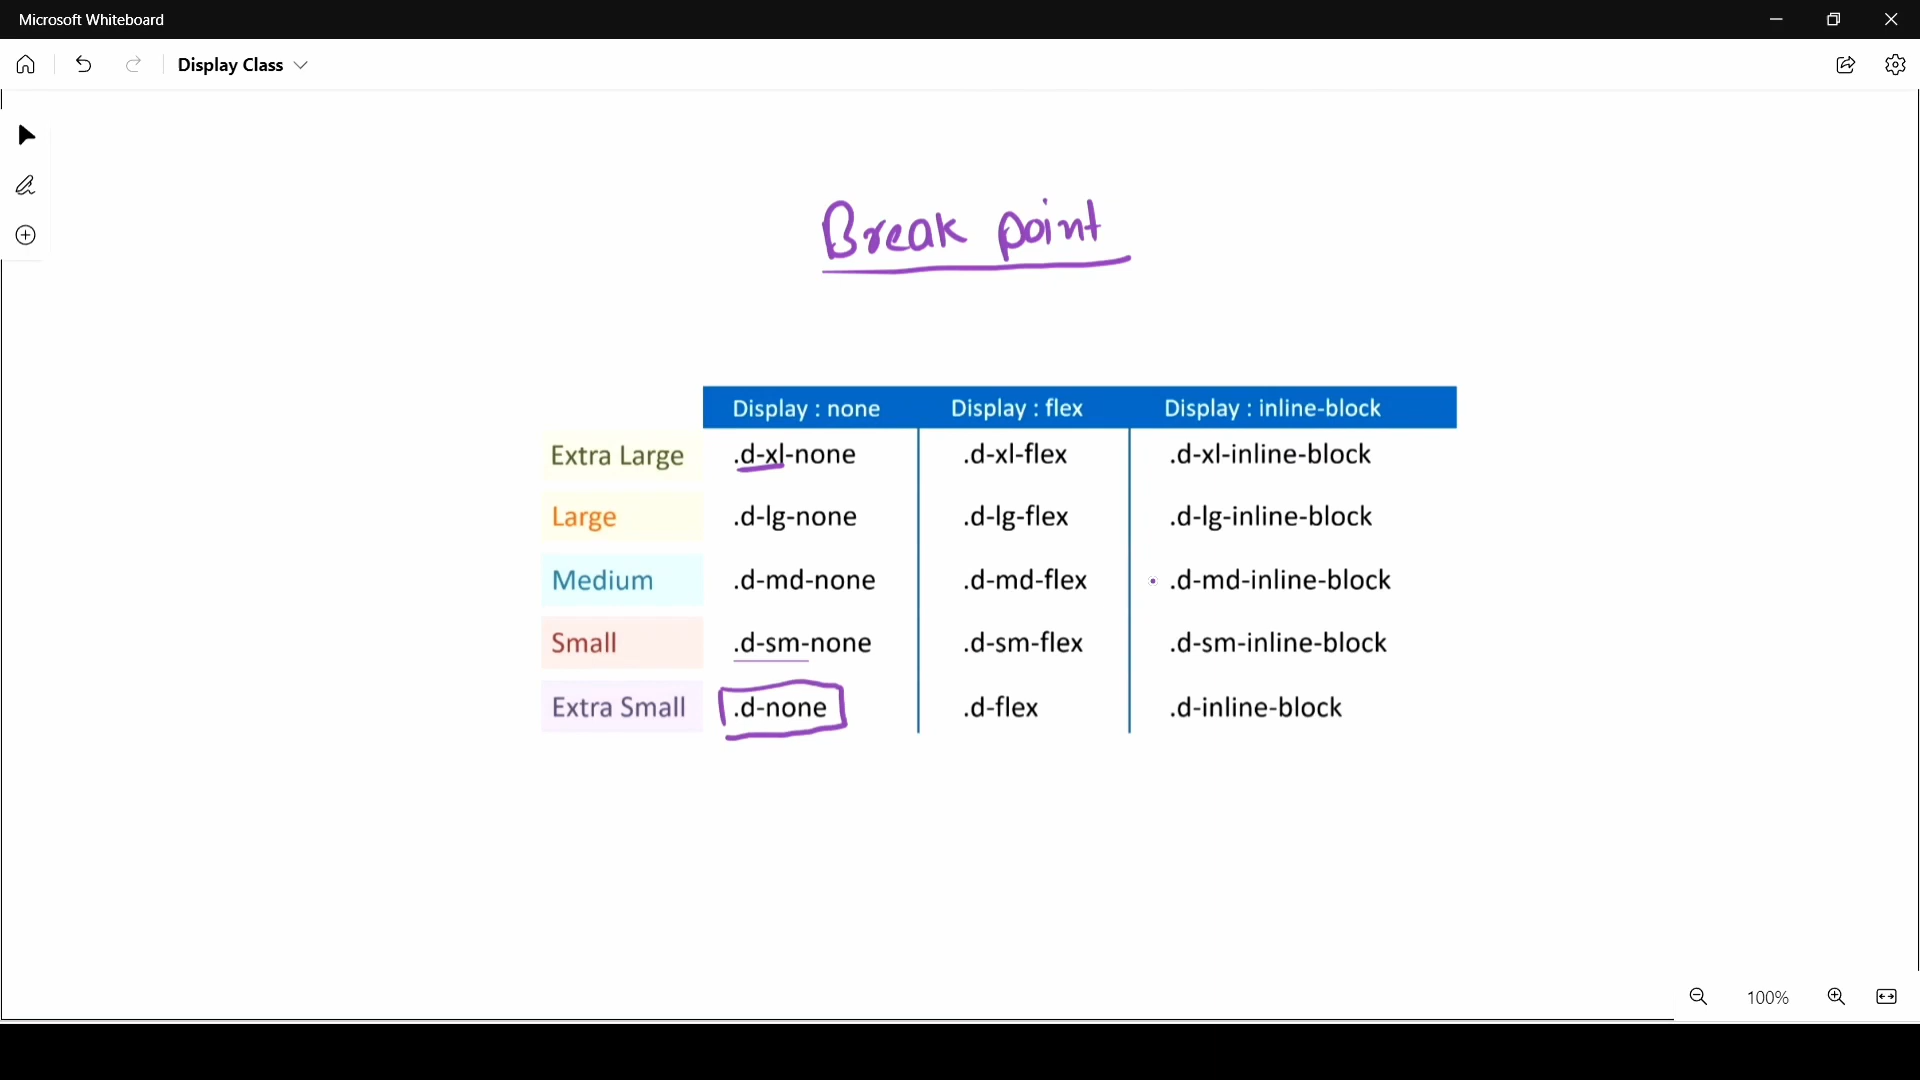 Microsoft Whiteboard
Display Class
Break point
Display : none Display : flex Display : inline-block
Extra Large .d-xl-none .d-xl-flex .d-xl-inline-block
Large .d-lg-none .d-lg-flex .d-lg-inline-block
Medium .d-md-none .d-md-flex .d-md-inline-block
Small .d-sm-none .d-sm-flex .d-sm-inline-block
Extra Small .d-none .d-flex .d-inline-block
100%